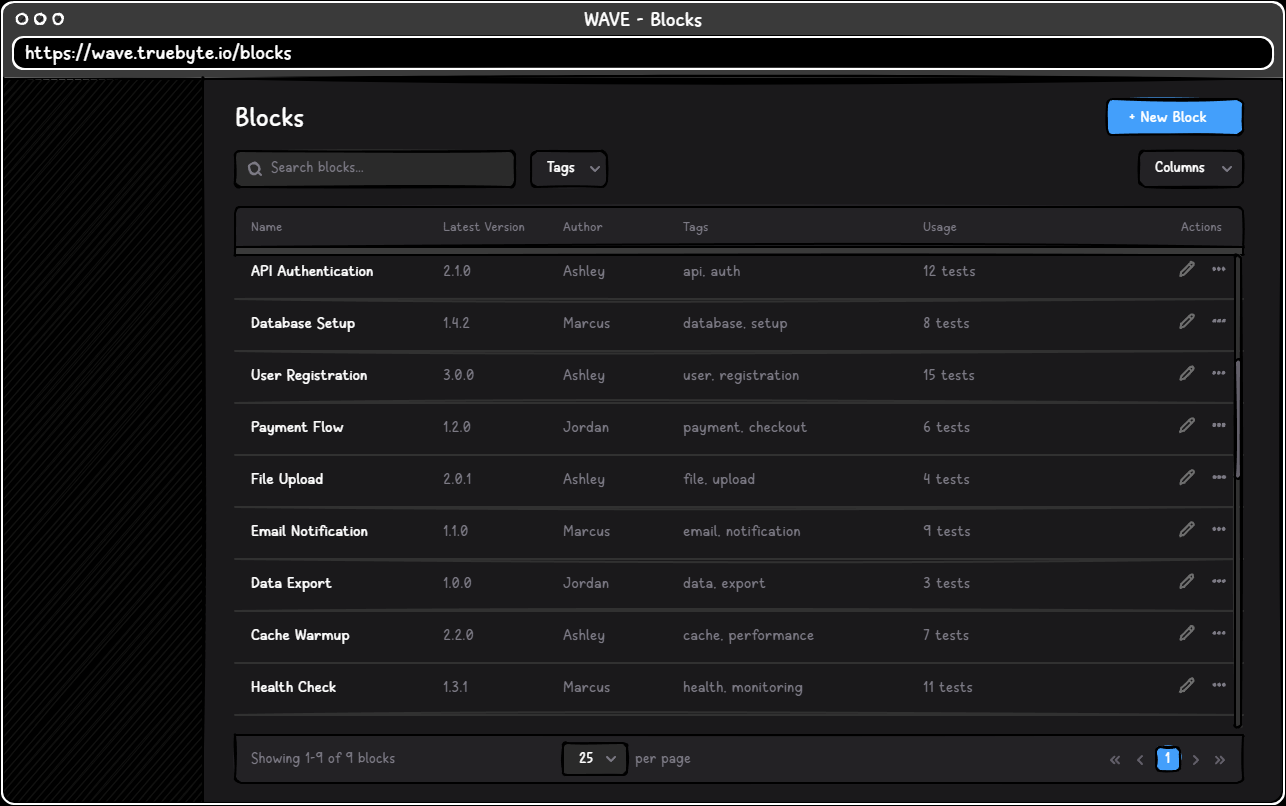 WAVE - Blocks
https://wave.truebyte.io/blocks
Blocks
+ New Block
Search blocks...
Tags
Columns
Name Latest Version Author Tags Usage Actions
API Authentication 2.1.0 Ashley api, auth 12 tests
Database Setup 1.4.2 Marcus database, setup 8 tests
User Registration 3.0.0 Ashley user, registration 15 tests
Payment Flow 1.2.0 Jordan payment, checkout 6 tests
File Upload 2.0.1 Ashley file, upload 4 tests
Email Notification 1.1.0 Marcus email, notification 9 tests
Data Export 1.0.0 Jordan data, export 3 tests
Cache Warmup 2.2.0 Ashley cache, performance 7 tests
Health Check 1.3.1 Marcus health, monitoring 11 tests
Showing 1-9 of 9 blocks 25 per page « ‹ 1 › »